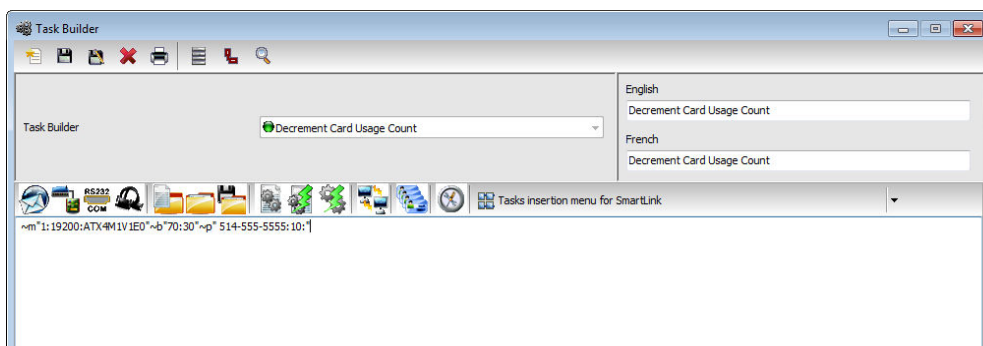 Task Builder
English
Decrement Card Usage Count
Task Builder
Decrement Card Usage Count
French
Decrement Card Usage Count
RS232
COM
Tasks insertion menu for SmartLink
~m"1:19200:ATX4M1V1E0"~b"70:30"~p" 514-555-5555:10:"